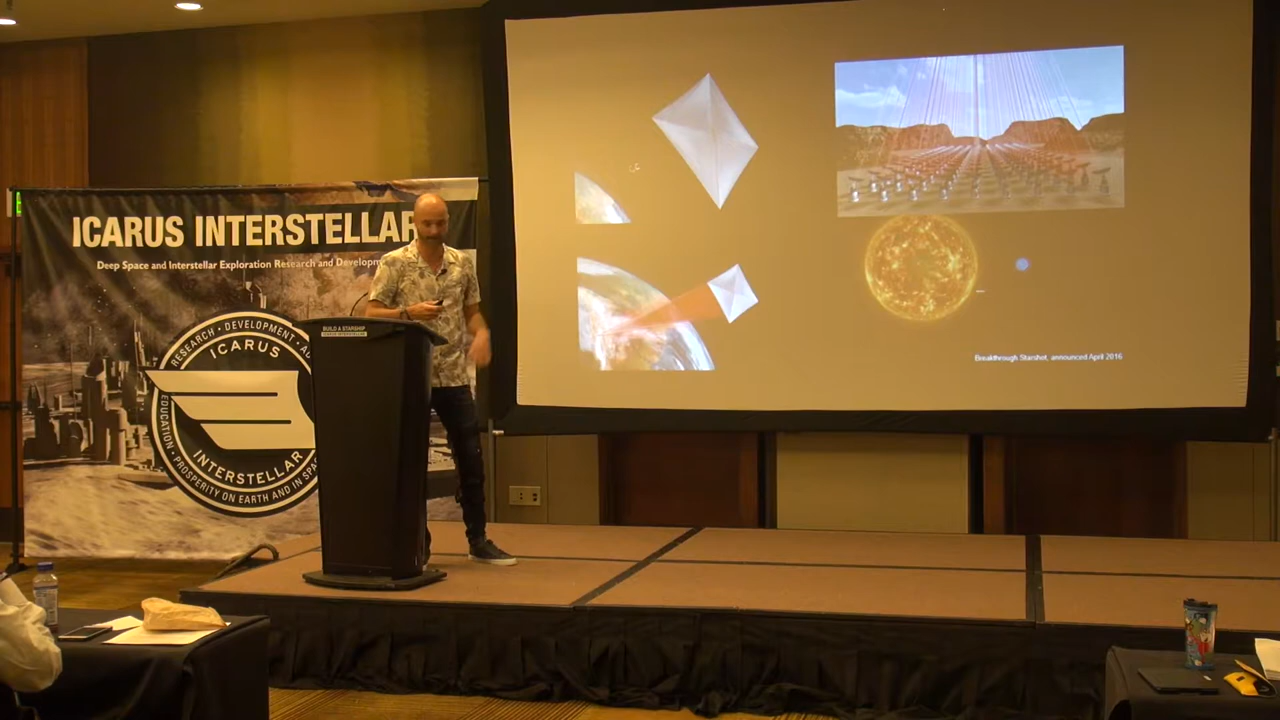 ICARUS INTERSTELLAR
Deep Space and Interstellar Exploration Research and Developm
RESEARCH • DEVELOPMENT •
ICARUS
INTERSTELLAR
EDUCATION • PROSPERITY ON EARTH AND IN SPA
BUILD A STARSHIP
Breakthrough Starshot, announced April 2016